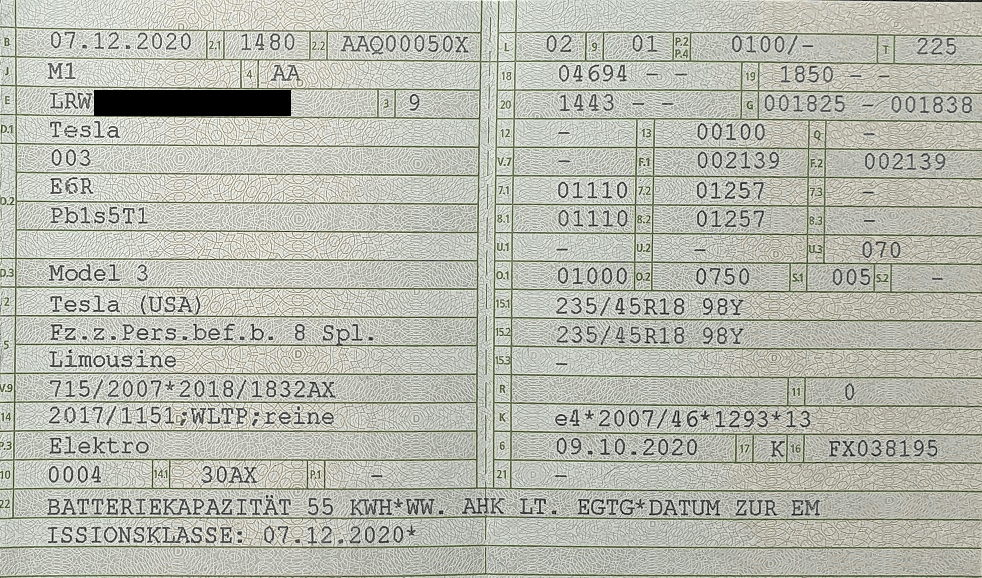 B 07.12.2020 2.1 1480 2.2 AAQ00050X
J M1 4 AA
E LRW 3 9
D.1 Tesla
003
D.2 E6R
Pb1s5T1
D.3 Model 3
2 Tesla (USA)
5 Fz.z.Pers.bef.b. 8 Spl.
Limousine
V.9 715/2007*2018/1832AX
14 2017/1151;WLTP;reine
P.3 Elektro
10 0004 14.1 30AX P.1 -
L 02 9 01 P.2 P.4 0100/- T 225
18 04694 - - 19 1850 - -
20 1443 - - G 001825 - 001838
12 - 13 00100 Q -
V.7 - F.1 002139 F.2 002139
7.1 01110 7.2 01257 7.3 -
8.1 01110 8.2 01257 8.3 -
U.1 - U.2 - U.3 070
O.1 01000 O.2 0750 S.1 005 S.2 -
15.1 235/45R18 98Y
15.2 235/45R18 98Y
15.3 -
R 11 0
K e4*2007/46*1293*13
6 09.10.2020 17 K 16 FX038195
21 -
22 BATTERIEKAPAZITÄT 55 KWH*WW. AHK LT. EGTG*DATUM ZUR EM
ISSIONSKLASSE: 07.12.2020*